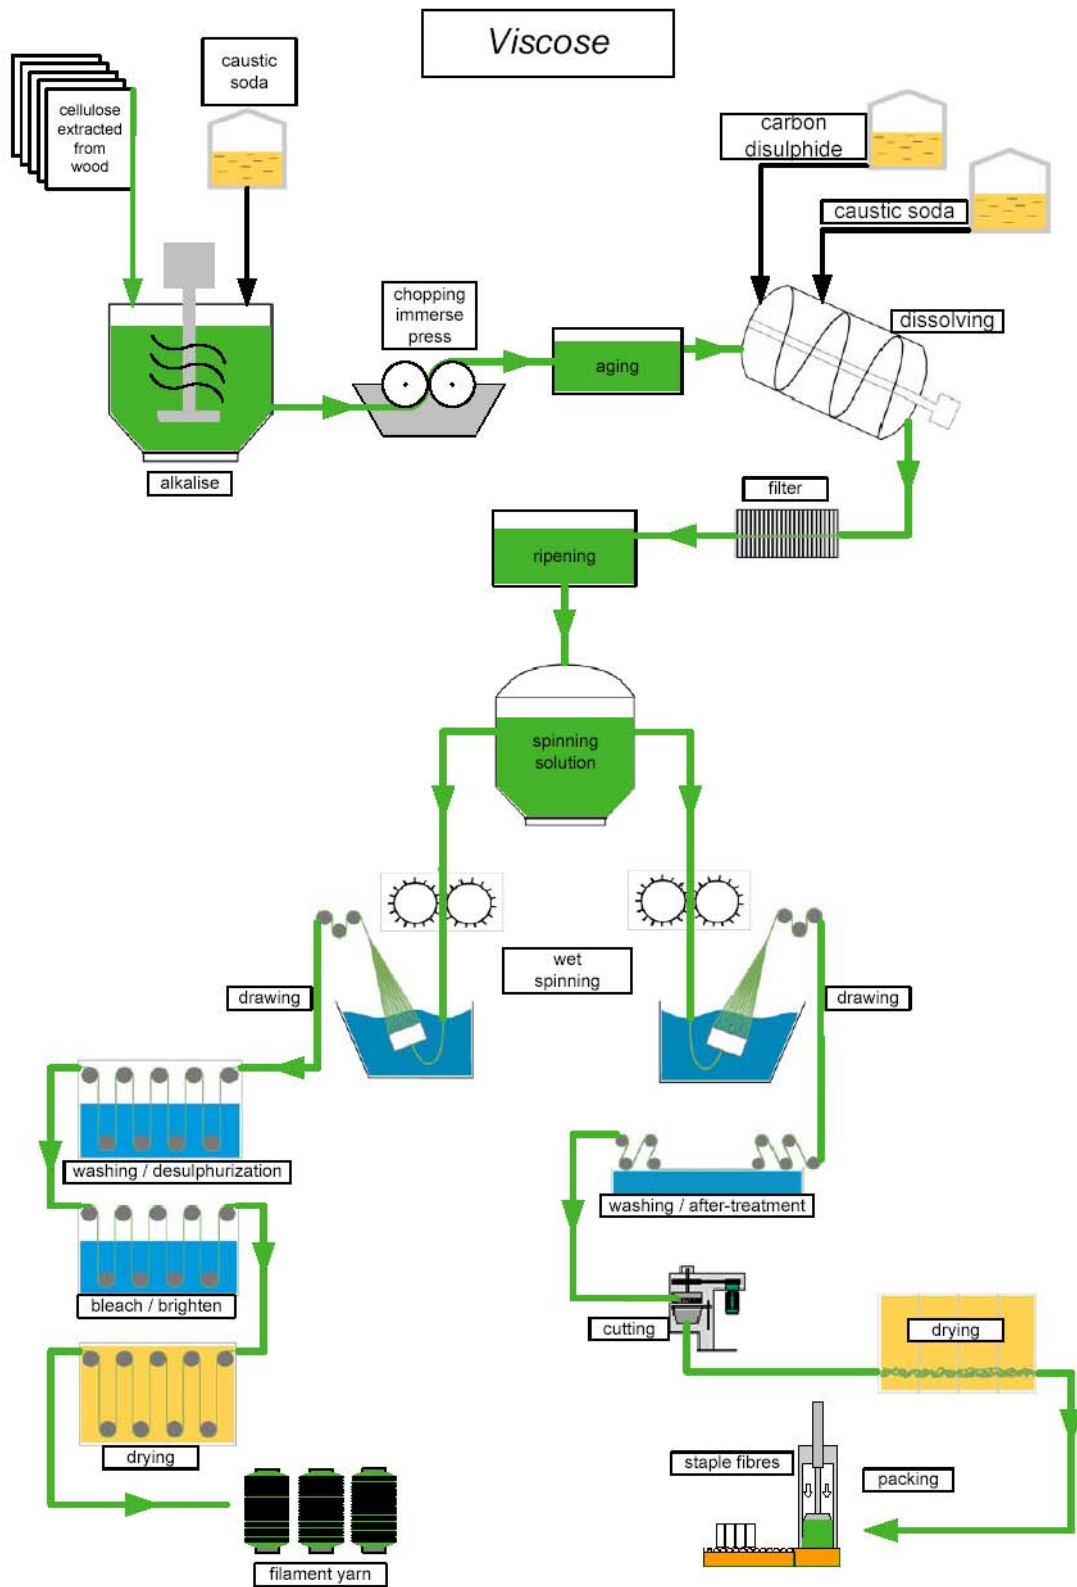 Viscose
cellulose
extracted
from
wood
caustic
soda
carbon
disulphide
caustic soda
chopping
immerse
press
dissolving
aging
alkalise
filter
ripening
spinning
solution
wet
spinning
drawing
drawing
washing / desulphurization
washing / after-treatment
bleach / brighten
cutting
drying
drying
staple fibres
packing
filament yarn